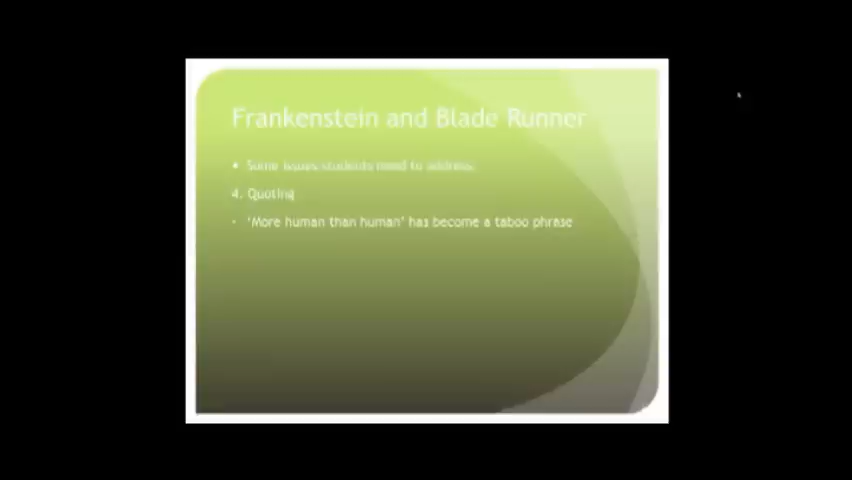 Frankenstein and Blade Runner
• Some issues students need to address.
4. Quoting
• 'More human than human' has become a taboo phrase